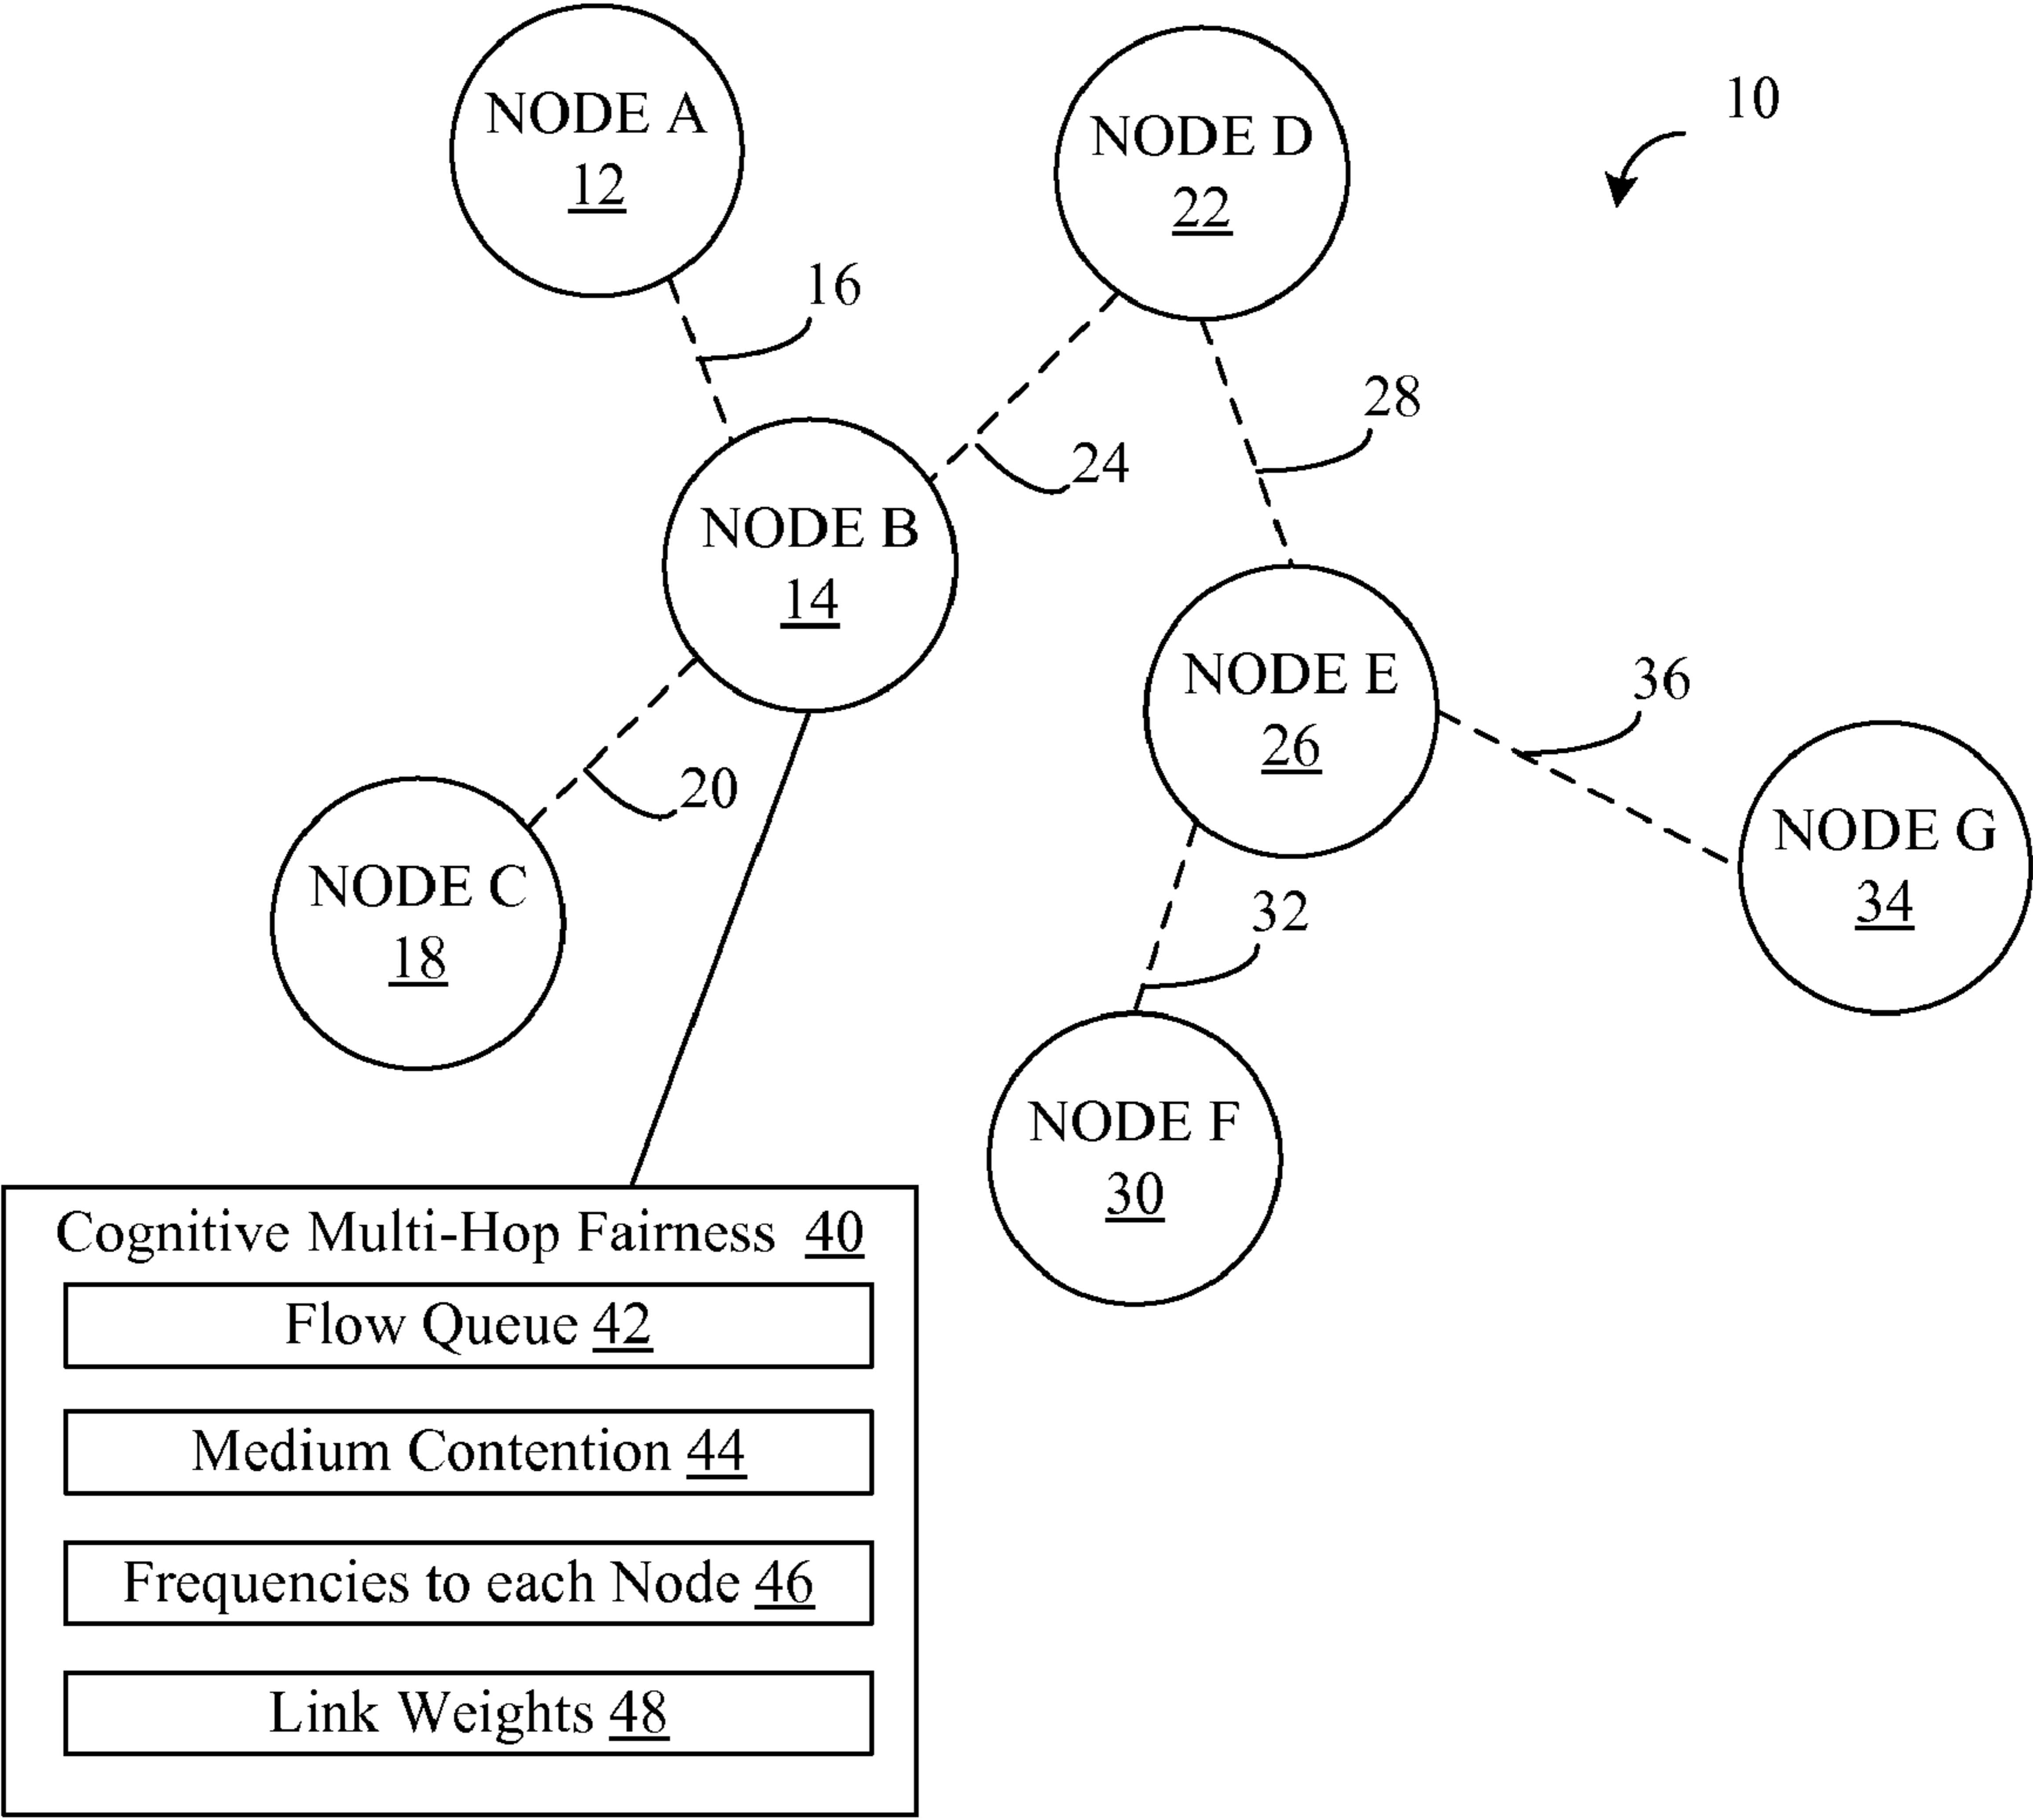 NODE A
12
NODE D
22
10
16
28
24
NODE B
14
NODE E
26
36
20
NODE G
34
NODE C
18
32
NODE F
30
Cognitive Multi-Hop Fairness 40
Flow Queue 42
Medium Contention 44
Frequencies to each Node 46
Link Weights 48